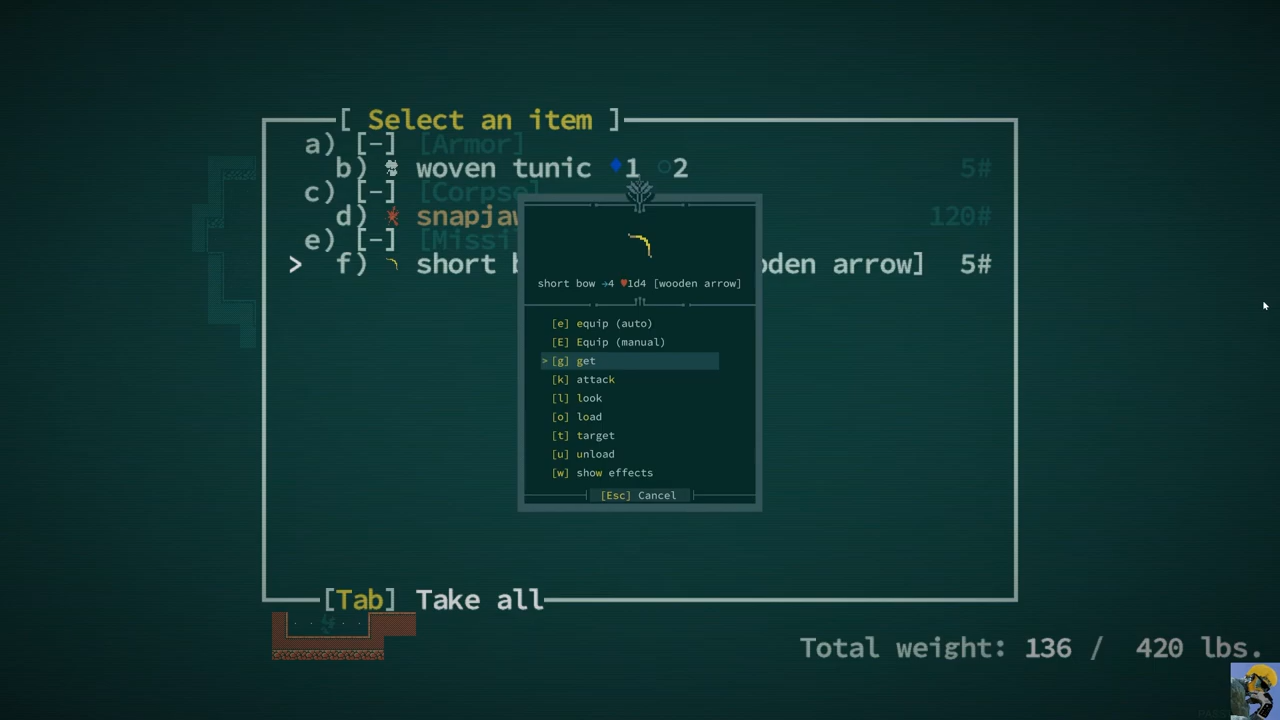 [ Select an item ]
a) [-] [Armor]
b) woven tunic ♦1 ○2 5#
c) [-] [Corpse]
d) snapjaw 120#
e) [-] [Missi
> f) short b oden arrow] 5#
short bow →4 ♥1d4 [wooden arrow]
[e] equip (auto)
[E] Equip (manual)
>[g] get
[k] attack
[l] look
[o] load
[t] target
[u] unload
[w] show effects
[Esc] Cancel
[Tab] Take all
Total weight: 136 / 420 lbs.